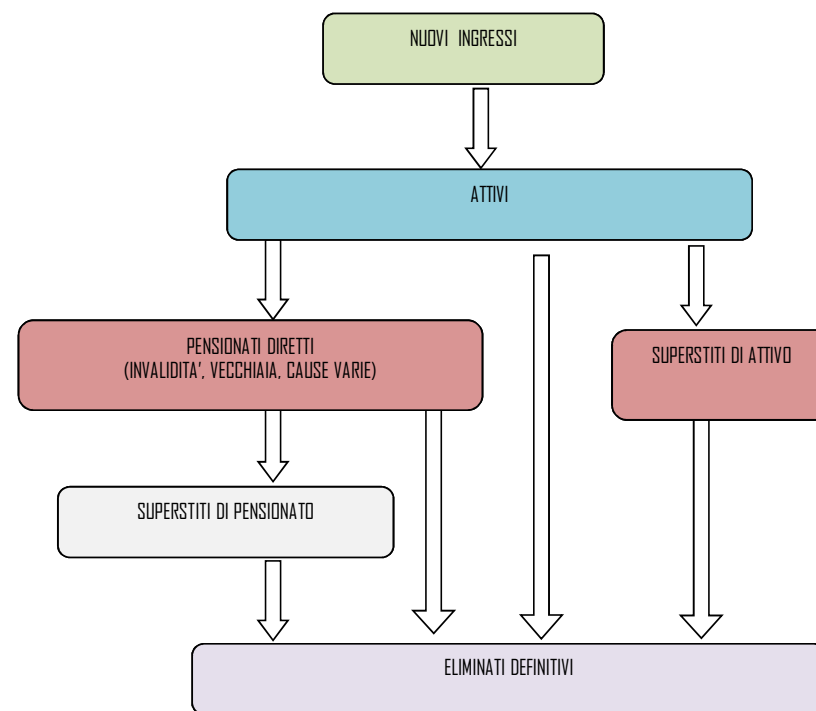 NUOVI INGRESSI
ATTIVI
PENSIONATI DIRETTI
(INVALIDITA', VECCHIAIA, CAUSE VARIE)
SUPERSTITI DI ATTIVO
SUPERSTITI DI PENSIONATO
ELIMINATI DEFINITIVI